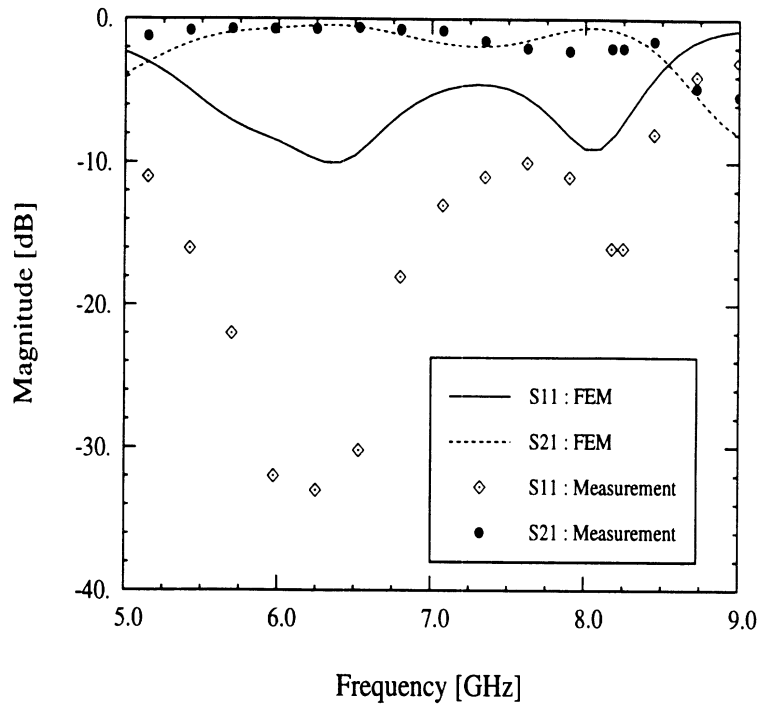 0.
-10.
-20.
-30.
-40.
Magnitude [dB]
S11 : FEM
S21 : FEM
S11 : Measurement
S21 : Measurement
5.0 6.0 7.0 8.0 9.0
Frequency [GHz]